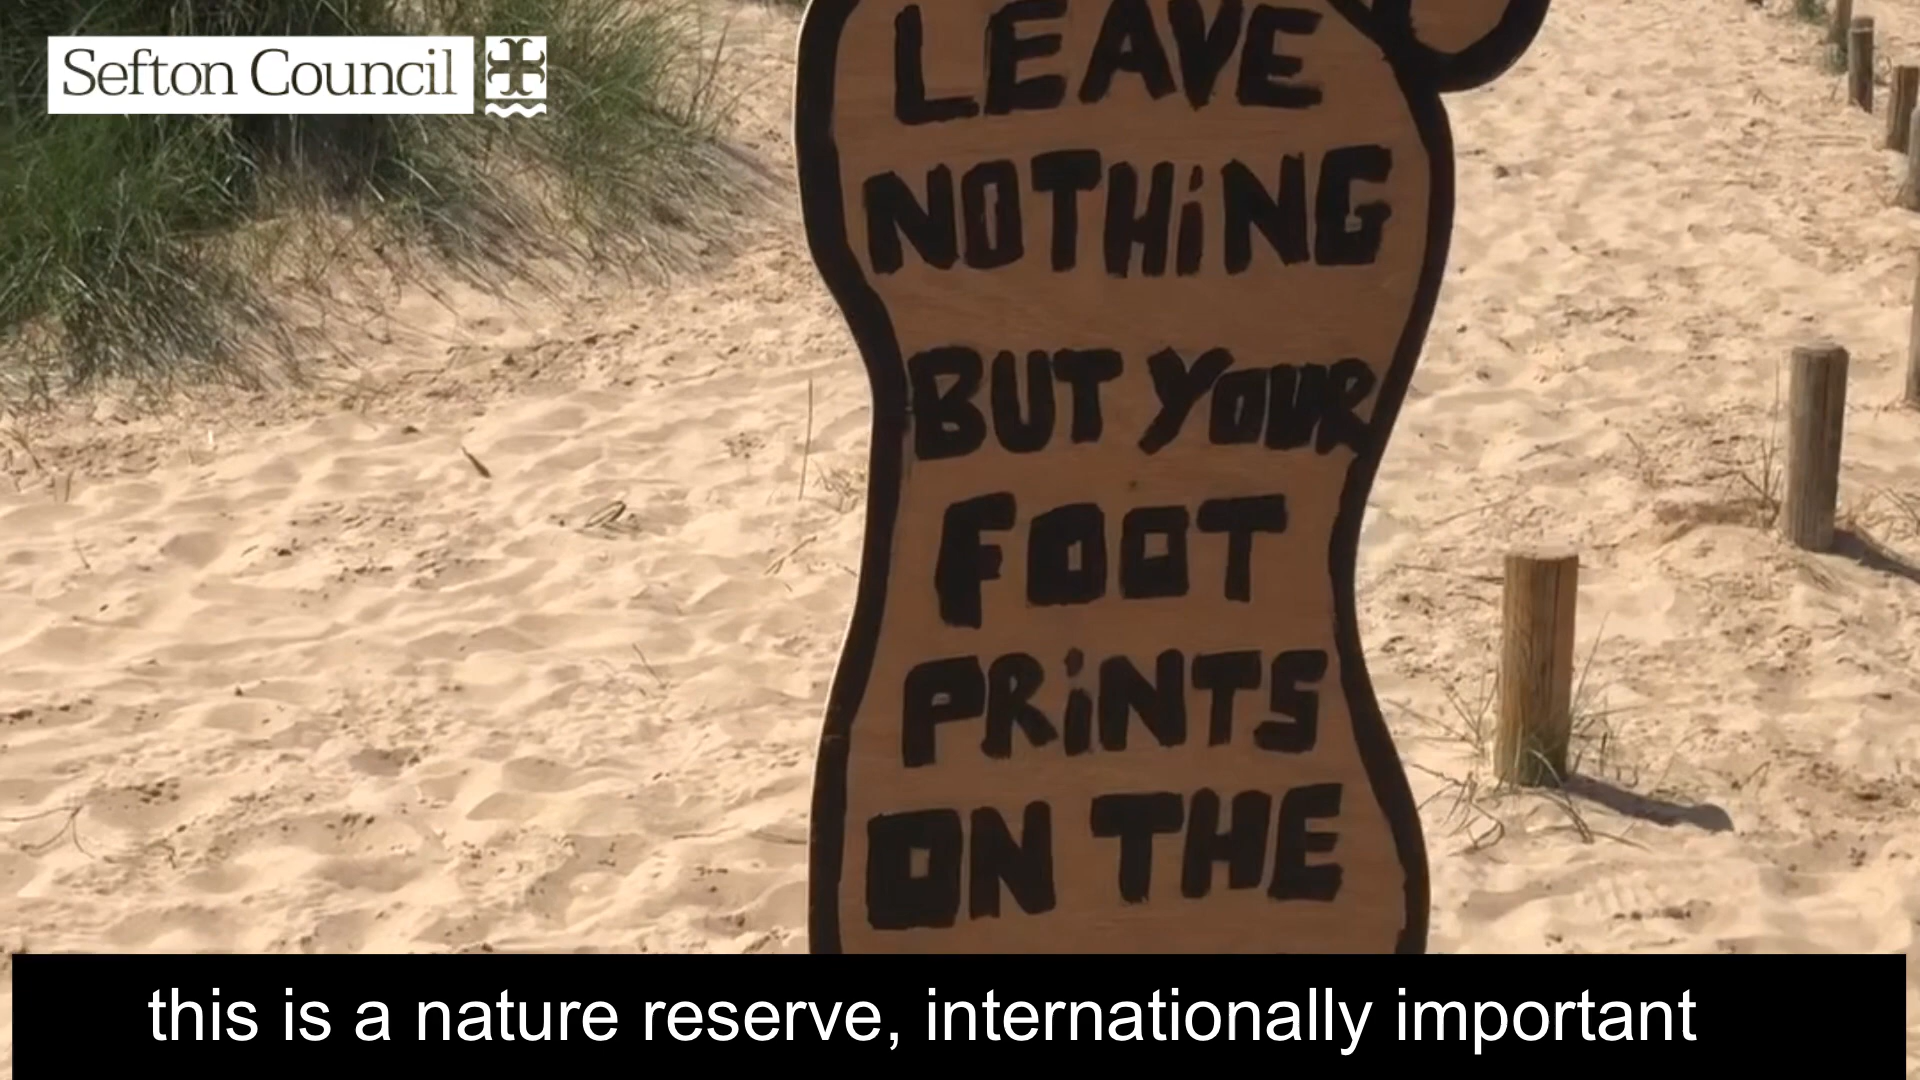 Sefton Council
LEAVE
NOTHiNG
BUT YOUR
FOOT
PRiNTS
ON THE
this is a nature reserve, internationally important